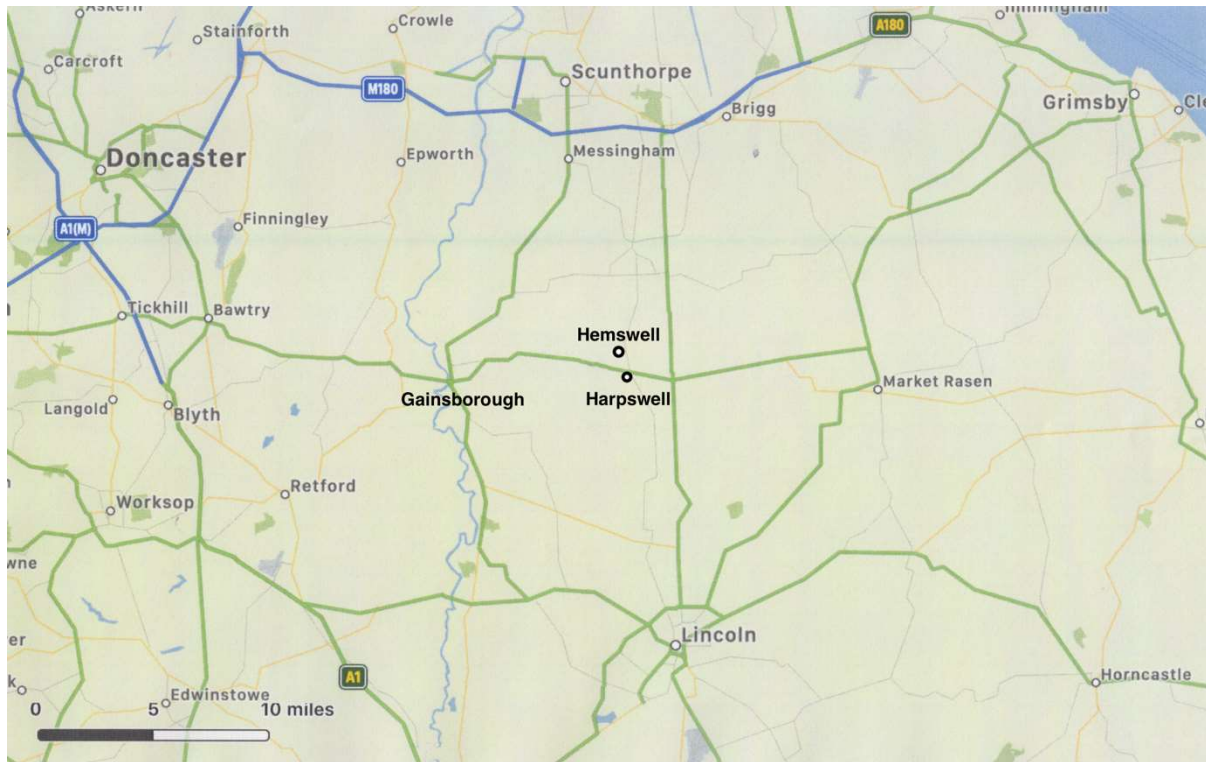 Askern
Crowle
A180
Stainforth
Carcroft
Scunthorpe
M180
Grimsby
Brigg
Messingham
Epworth
Doncaster
Finningley
A1(M)
Tickhill
Bawtry
Hemswell
Market Rasen
Gainsborough
Harpswell
Langold
Blyth
Retford
Worksop
Lincoln
A1
Horncastle
Edwinstowe
0 5 10 miles